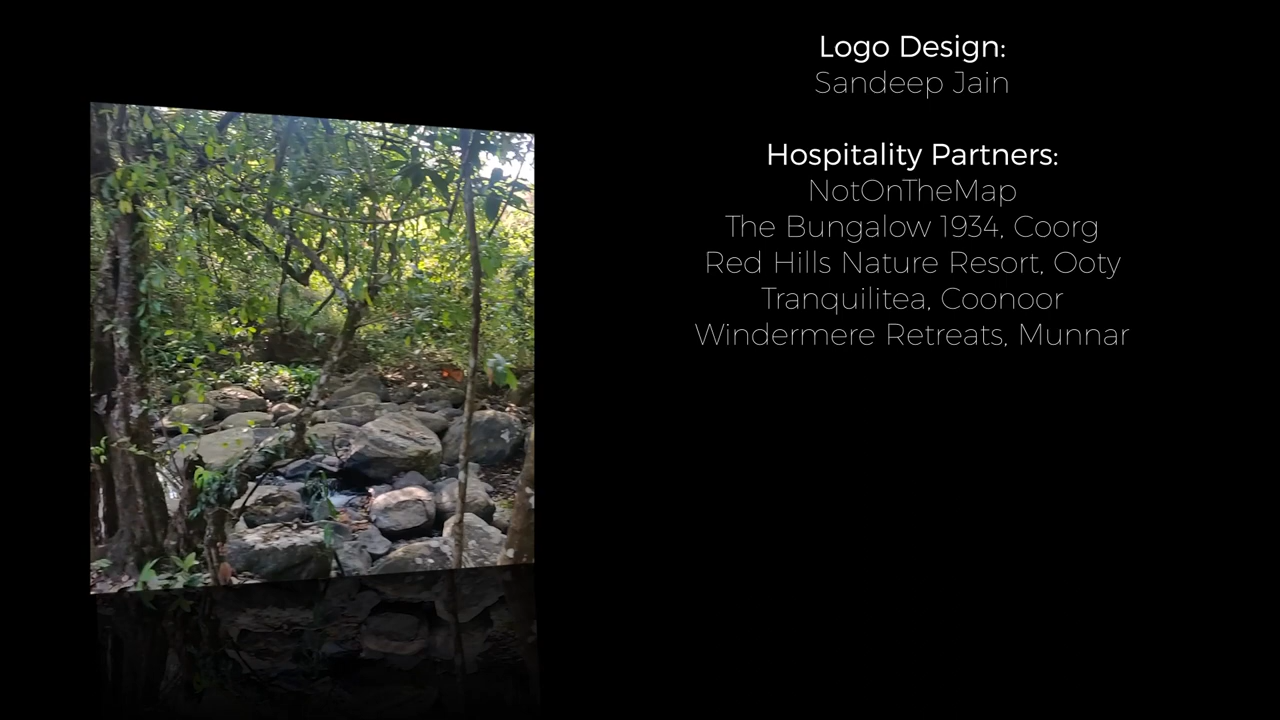 Logo Design:
Sandeep Jain
Hospitality Partners:
NotOnTheMap
The Bungalow 1934, Coorg
Red Hills Nature Resort, Ooty
Tranquilitea, Coonoor
Windermere Retreats, Munnar